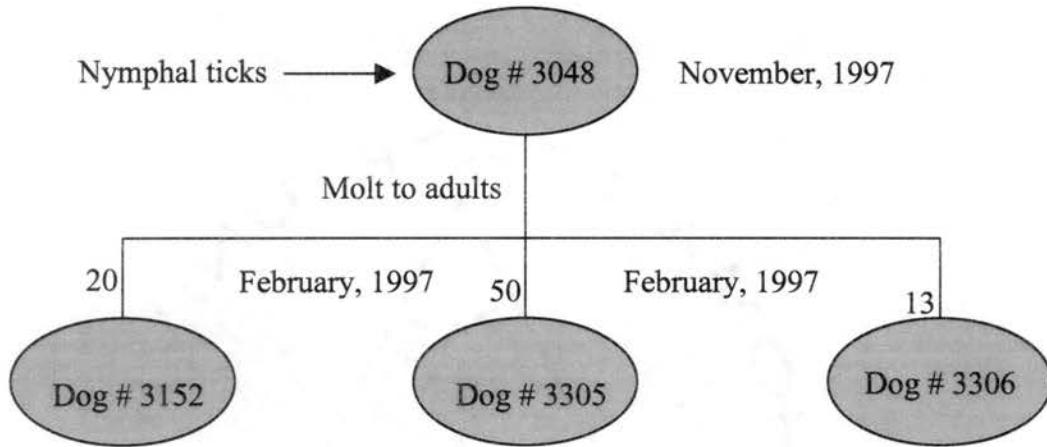 Nymphal ticks
Dog # 3048
November, 1997
Molt to adults
20
February, 1997
50
February, 1997
13
Dog # 3152
Dog # 3305
Dog # 3306